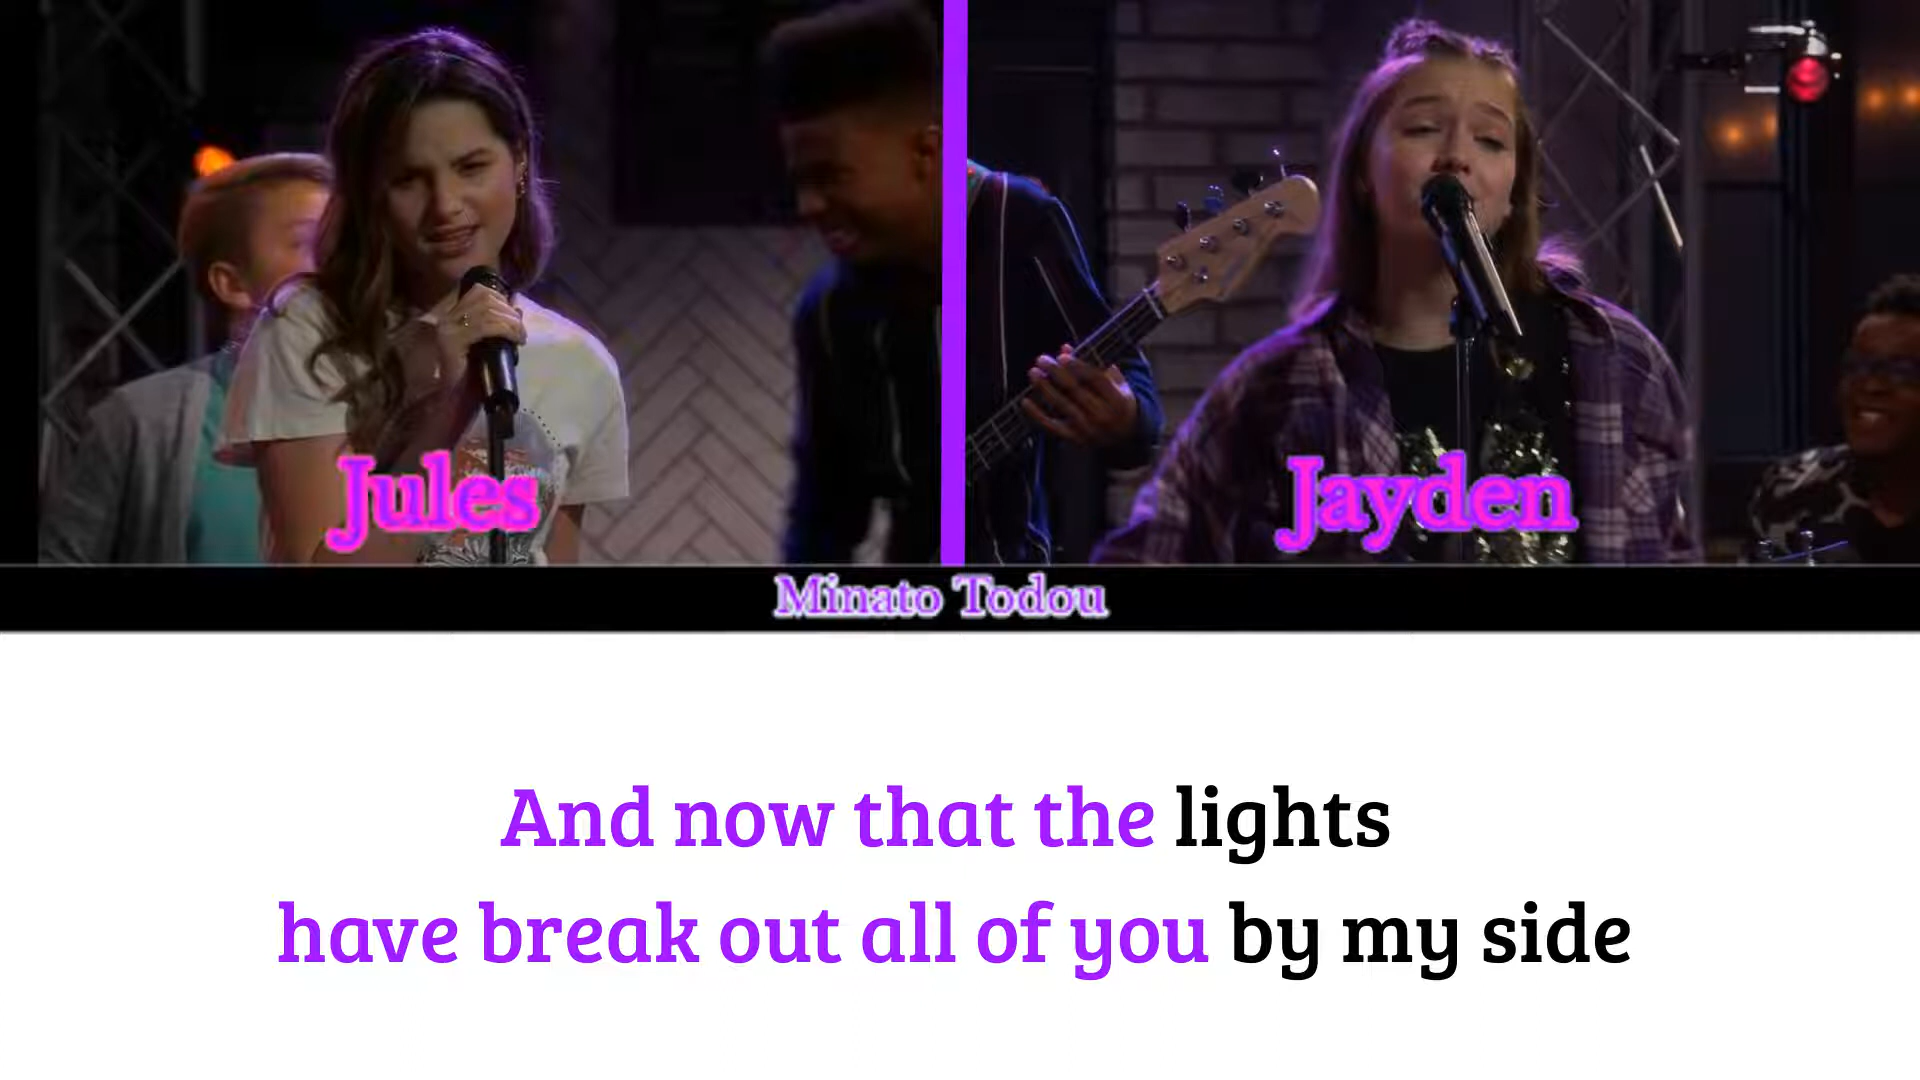 Jules
Jayden
Minato Todou
And now that the lights
have break out all of you by my side